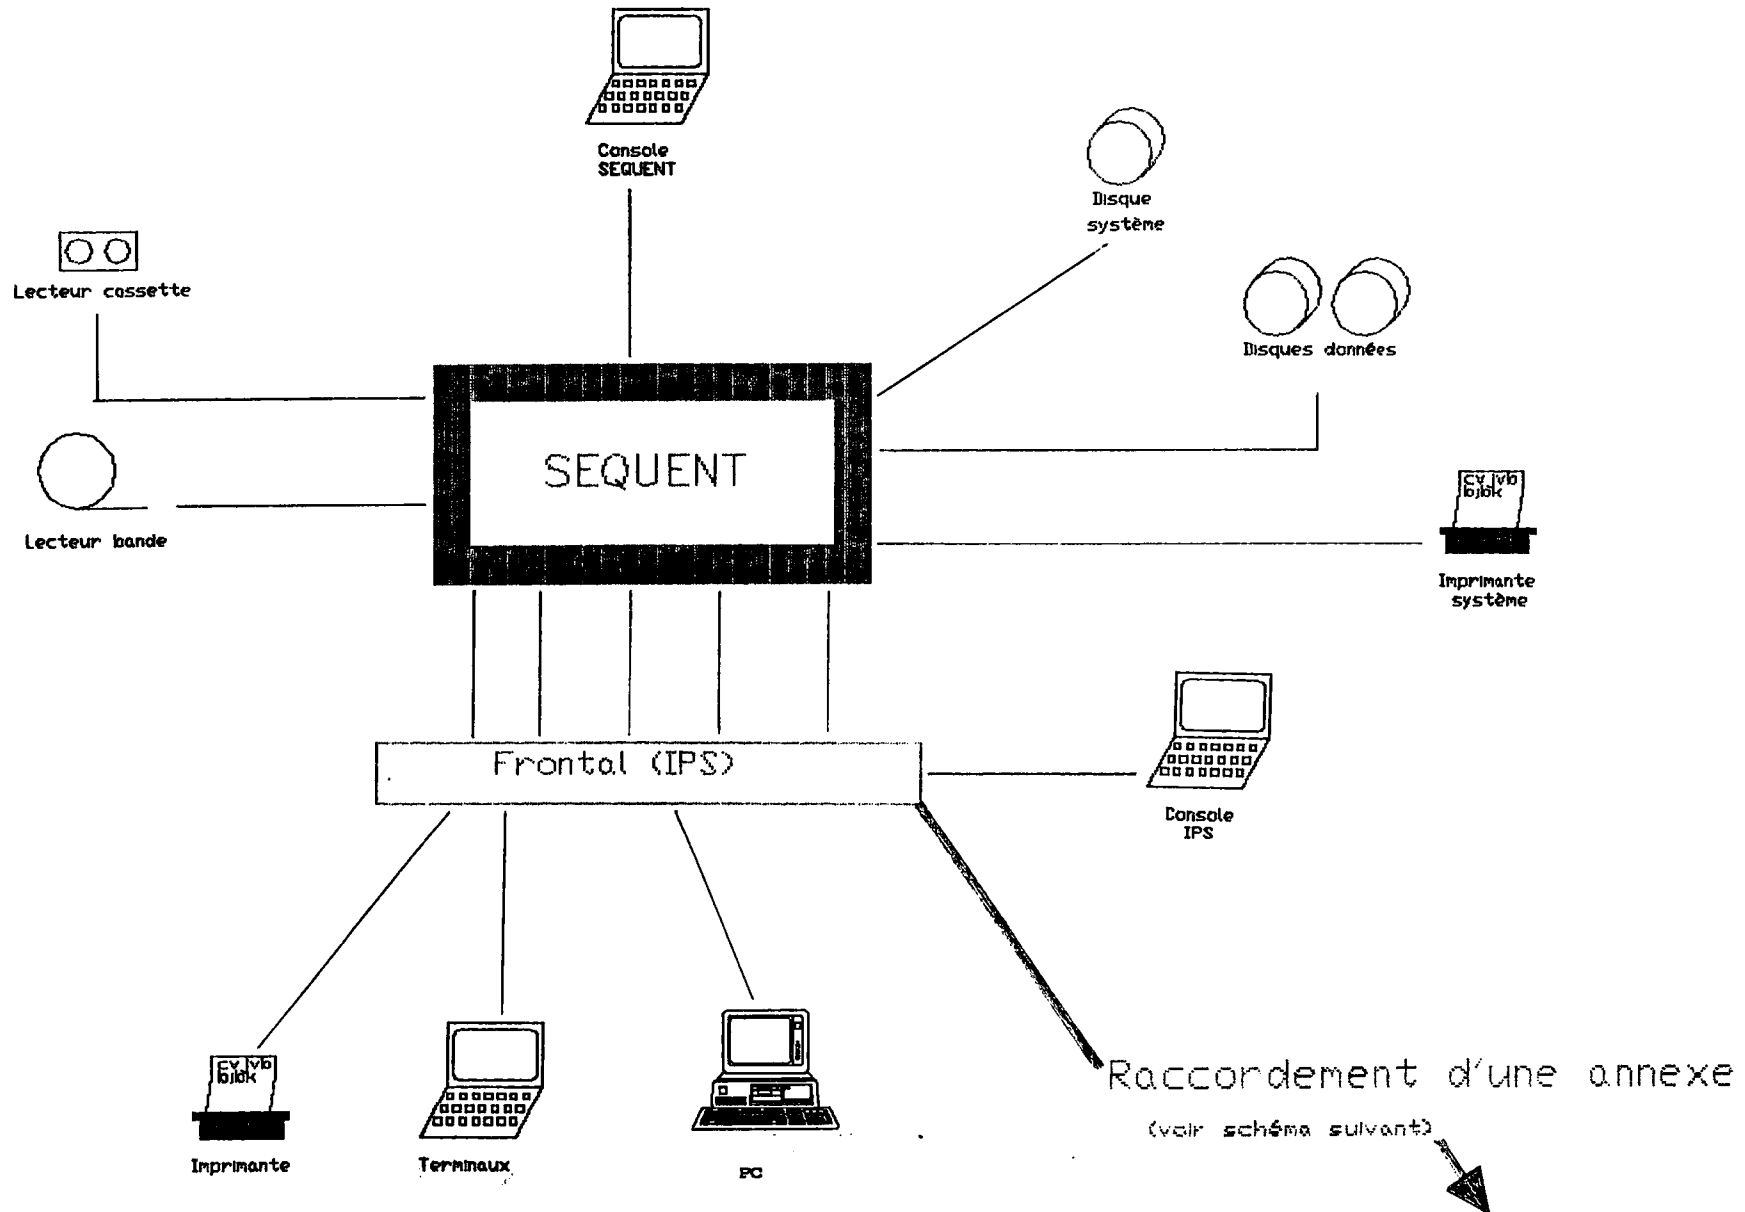 Console
SEQUENT
Disque
système
Lecteur cassette
Disques données
SEQUENT
Lecteur bande
Imprimante
système
Frontal (IPS)
Console
IPS
Raccordement d'une annexe
(voir schéma suivant)
Imprimante
Terminaux
PC